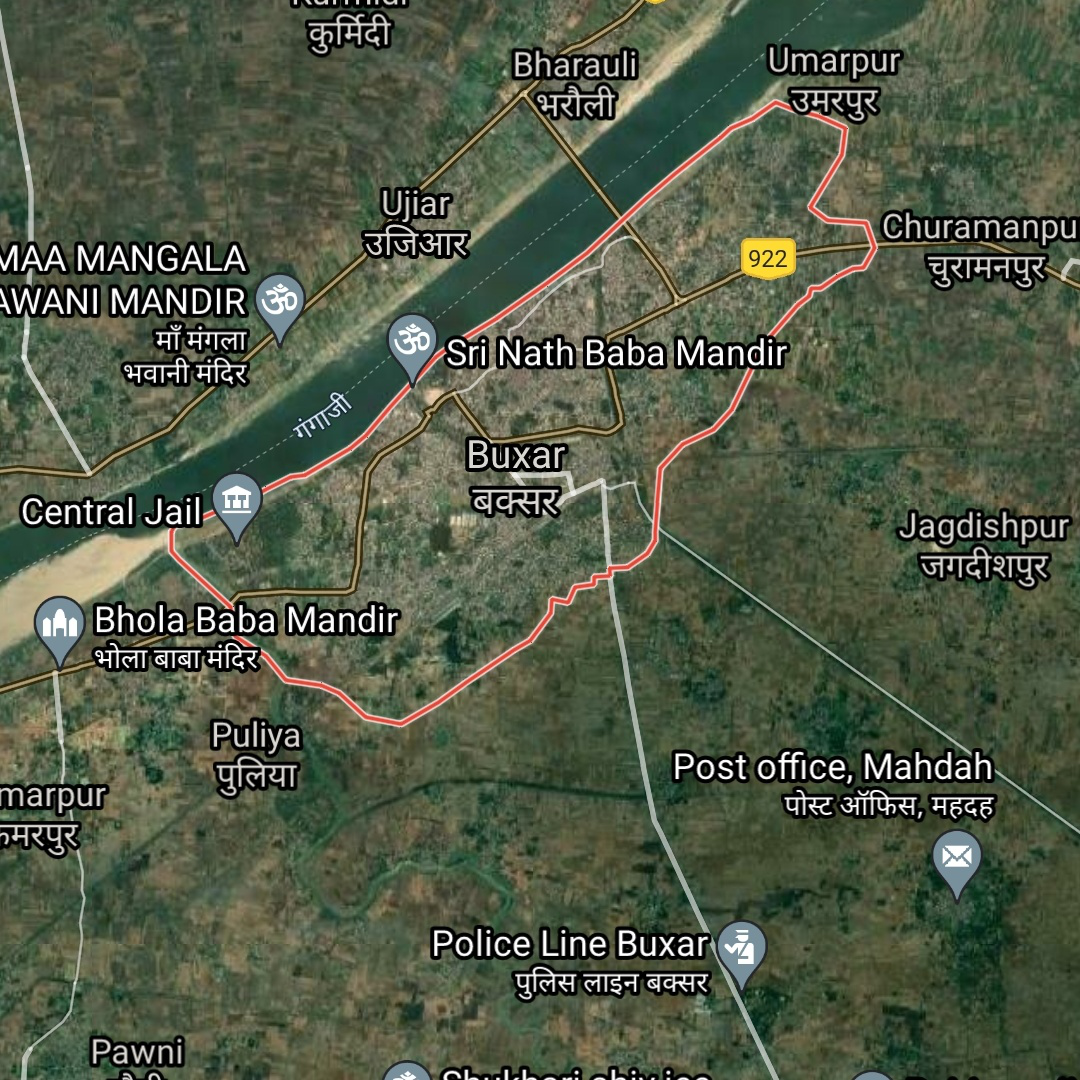 कुर्मिदी
Bharauli
भरौली
Umarpur
उमरपुर
Ujiar
उजिआर
Churamanpu
चुरामनपुर
922
MAA MANGALA
AWANI MANDIR
माँ मंगला
भवानी मंदिर
Sri Nath Baba Mandir
गंगाजी
Buxar
बक्सर
Central Jail
Jagdishpur
जगदीशपुर
Bhola Baba Mandir
भोला बाबा मंदिर
Puliya
पुलिया
Post office, Mahdah
पोस्ट ऑफिस, महदह
marpur
कमरपुर
Police Line Buxar
पुलिस लाइन बक्सर
Pawni